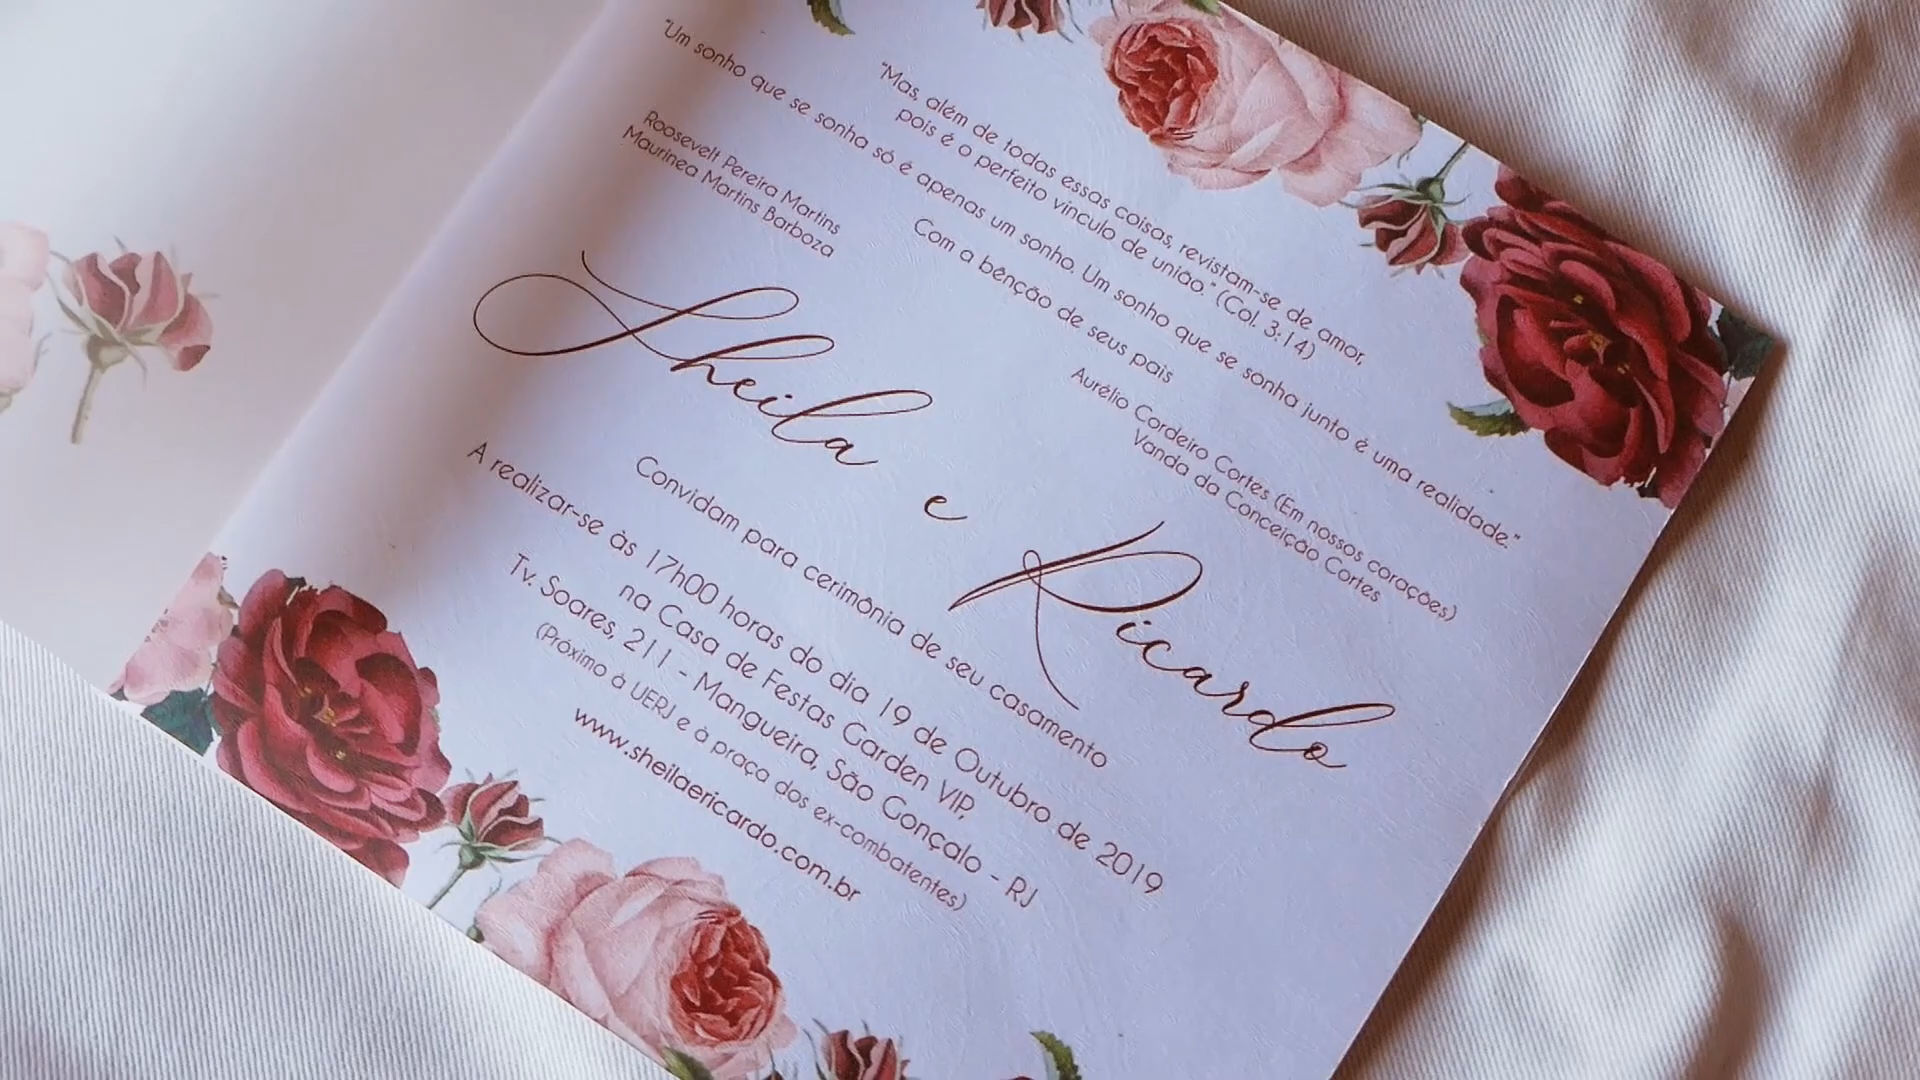 "Mas, além de todas essas coisas, revistam-se de amor,
pois é o perfeito vínculo de união." (Col. 3:14)
"Um sonho que se sonha só é apenas um sonho. Um sonho que se sonha junto é uma realidade."
Com a bênção de seus pais
Roosevelt Pereira Martins
Maurinea Martins Barboza
Aurélio Cordeiro Cortes (Em nossos corações)
Vanda da Conceição Cortes
Sheila e Ricardo
Convidam para cerimônia de seu casamento
A realizar-se às 17h00 horas do dia 19 de Outubro de 2019
na Casa de Festas Garden VIP,
Tv. Soares, 211 - Mangueira, São Gonçalo - RJ
(Próximo à UERJ e à praça dos ex-combatentes)
www.sheilaericardo.com.br